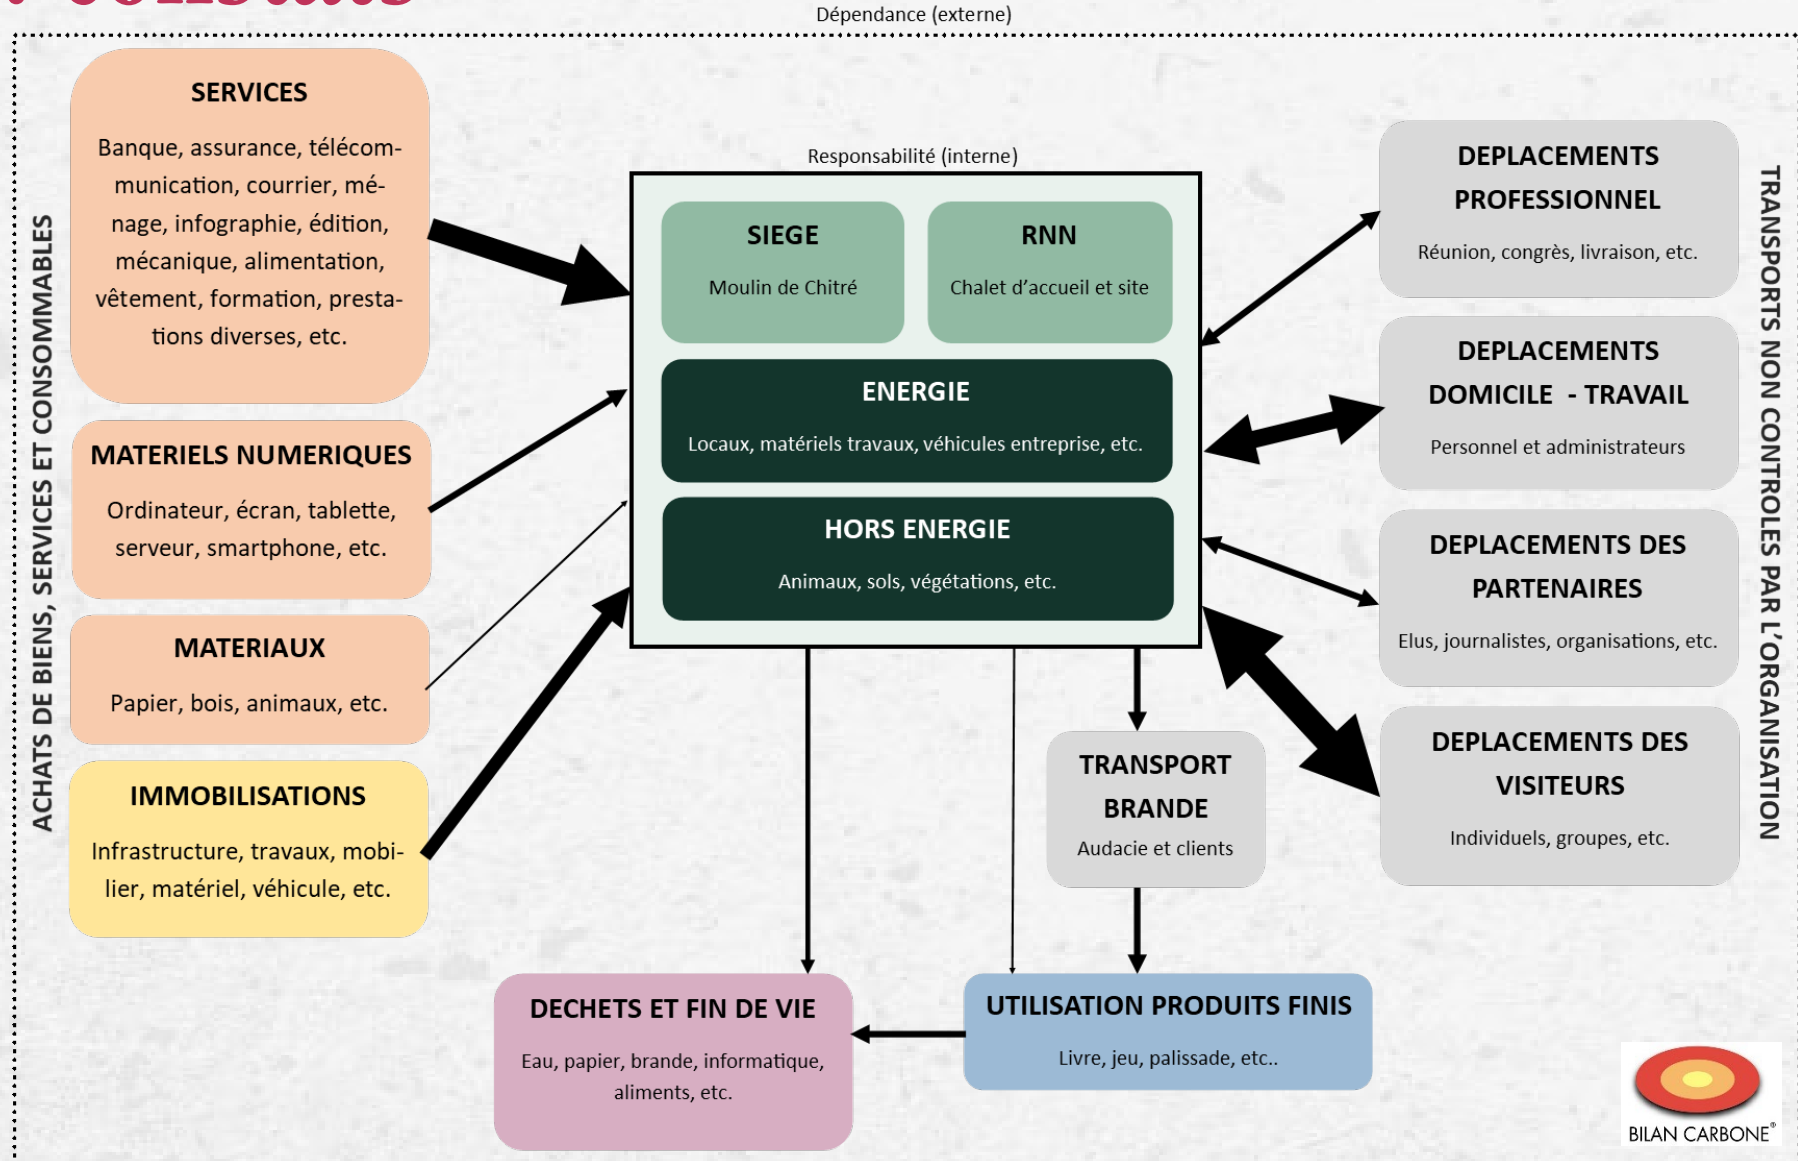 Dépendance (externe)
SERVICES
Banque, assurance, télécom-
munication, courrier, mé-
nage, infographie, édition,
mécanique, alimentation,
vêtement, formation, presta-
tions diverses, etc.
MATERIELS NUMERIQUES
Ordinateur, écran, tablette,
serveur, smartphone, etc.
MATERIAUX
Papier, bois, animaux, etc.
IMMOBILISATIONS
Infrastructure, travaux, mobi-
lier, matériel, véhicule, etc.
ACHATS DE BIENS, SERVICES ET CONSOMMABLES
Responsabilité (interne)
SIEGE
Moulin de Chitré
RNN
Chalet d'accueil et site
ENERGIE
Locaux, matériels travaux, véhicules entreprise, etc.
HORS ENERGIE
Animaux, sols, végétations, etc.
DEPLACEMENTS
PROFESSIONNEL
Réunion, congrès, livraison, etc.
DEPLACEMENTS
DOMICILE - TRAVAIL
Personnel et administrateurs
DEPLACEMENTS DES
PARTENAIRES
Elus, journalistes, organisations, etc.
DEPLACEMENTS DES
VISITEURS
Individuels, groupes, etc.
TRANSPORTS NON CONTROLES PAR L'ORGANISATION
TRANSPORT
BRANDE
Audacie et clients
DECHETS ET FIN DE VIE
Eau, papier, brande, informatique,
aliments, etc.
UTILISATION PRODUITS FINIS
Livre, jeu, palissade, etc..
BILAN CARBONE®